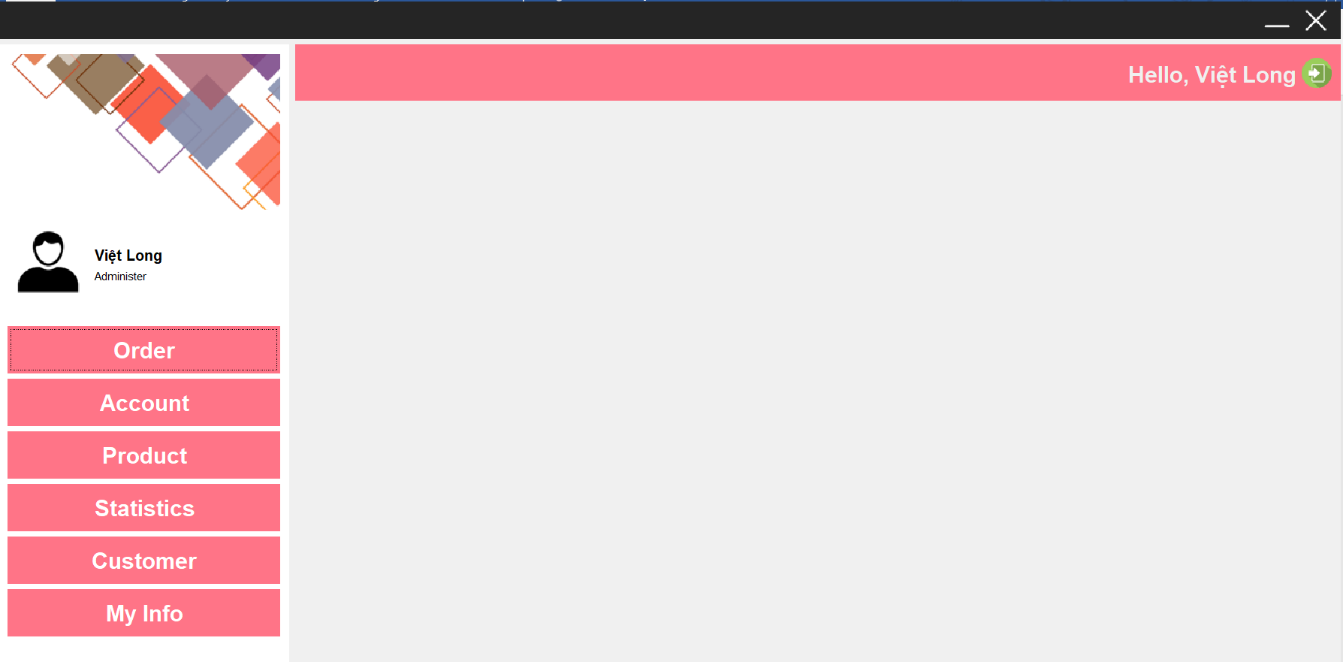 Hello, Việt Long
Việt Long
Administer
Order
Account
Product
Statistics
Customer
My Info